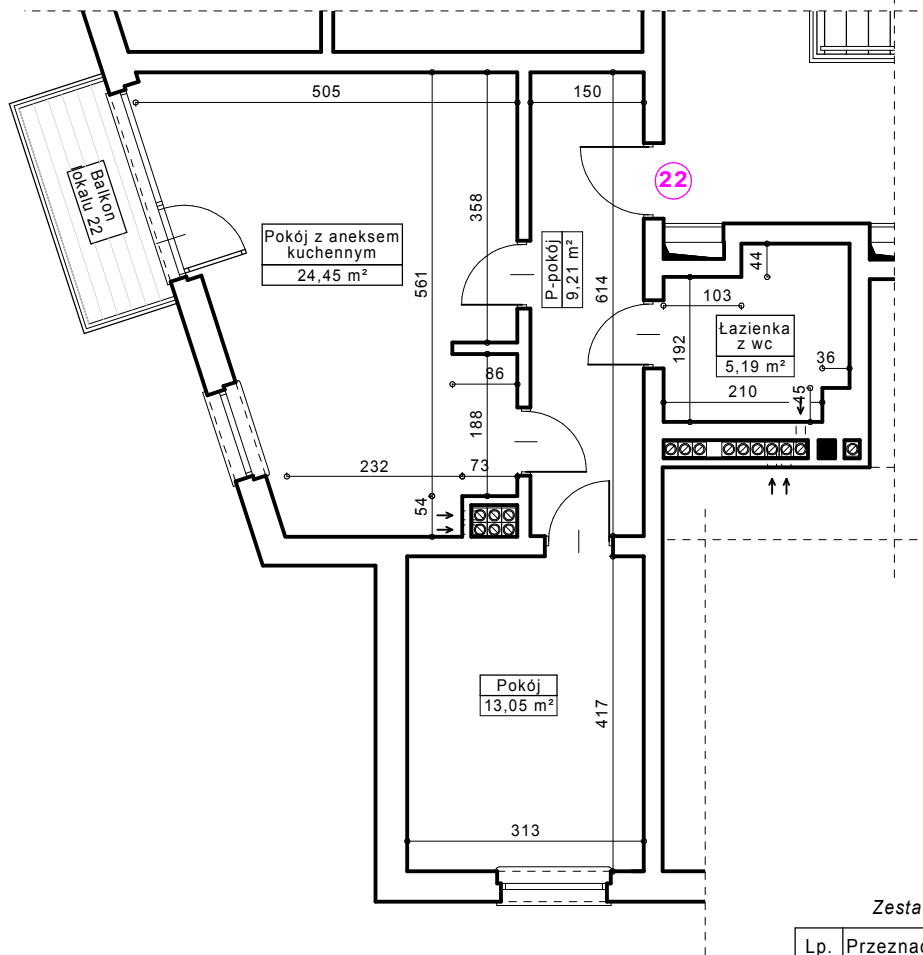 505
150
22
Balkon
lokalu 22
358
Pokój z aneksem
kuchennym
24,45 m²
P-pokój
9,21 m²
44
561
614
103
192
Łazienka
z wc
5,19 m²
36
86
210
45
188
232
73
54
Pokój
13,05 m²
417
313
Zesta
Lp.
Przeznac